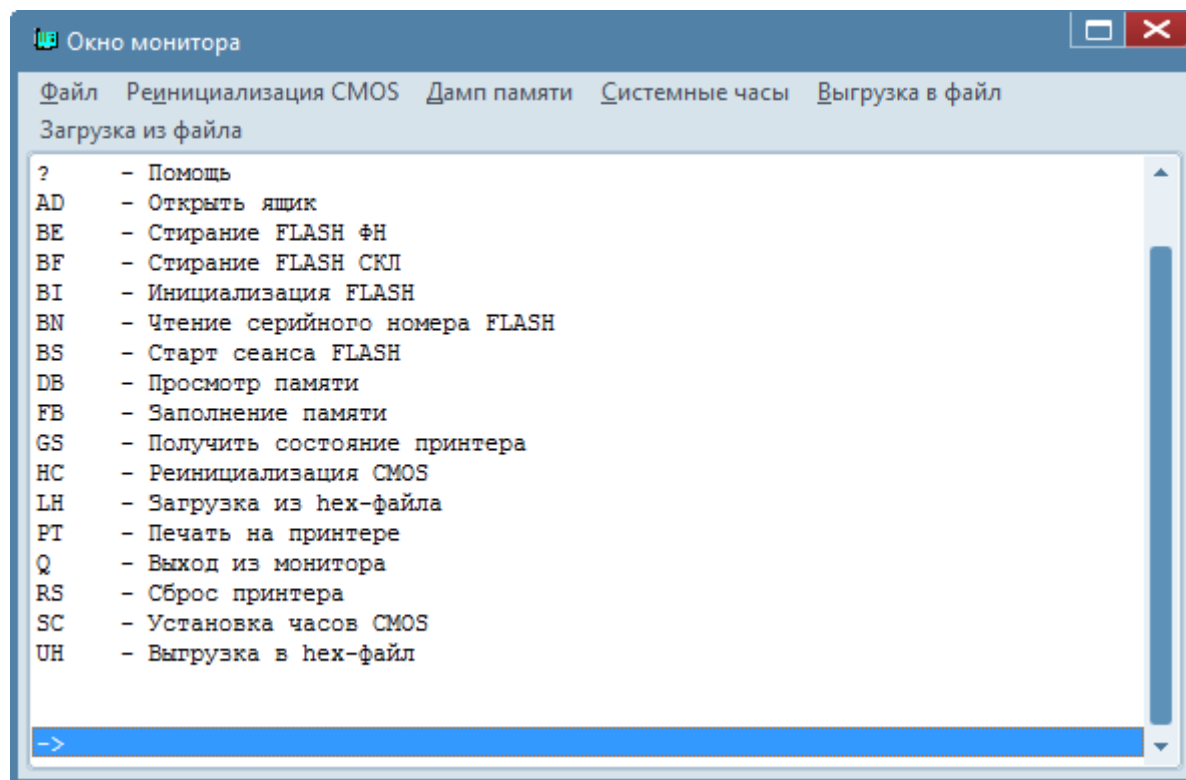 Окно монитора
Файл Реинициализация CMOS Дамп памяти Системные часы Выгрузка в файл
Загрузка из файла
? - Помощь
AD - Открыть ящик
BE - Стирание FLASH ФН
BF - Стирание FLASH СКЛ
BI - Инициализация FLASH
BN - Чтение серийного номера FLASH
BS - Старт сеанса FLASH
DB - Просмотр памяти
FB - Заполнение памяти
GS - Получить состояние принтера
HC - Реинициализация CMOS
LH - Загрузка из hex-файла
PT - Печать на принтере
Q - Выход из монитора
RS - Сброс принтера
SC - Установка часов CMOS
UH - Выгрузка в hex-файл
->